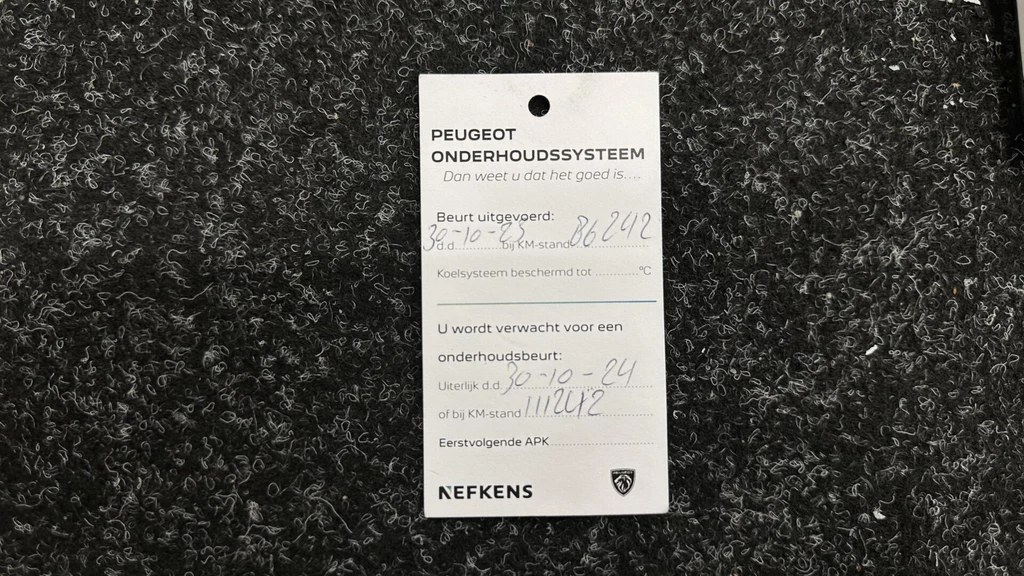 PEUGEOT
ONDERHOUDSSYSTEEM
Dan weet u dat het goed is....
Beurt uitgevoerd:
d.d. 30-10-23 bij KM-stand 86242
Koelsysteem beschermd tot ............°C
U wordt verwacht voor een
onderhoudsbeurt:
Uiterlijk d.d. 30-10-24
of bij KM-stand 111242
Eerstvolgende APK
NEFKENS